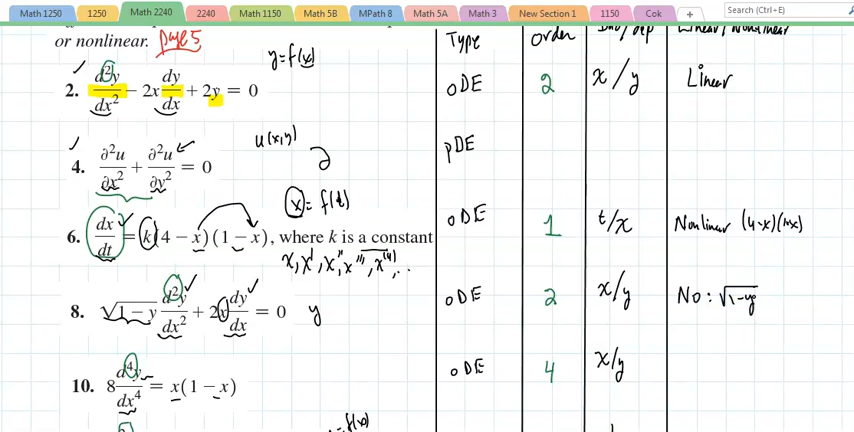 Math 1250 1250 Math 2240 2240 Math 1150 Math 5B MPath 8 Math 5A Math 3 New Section 1 1150 Cok + Search (Ctrl+E)
or nonlinear. page 5 Type order
y = f(x)
2. d²y/dx² − 2x dy/dx + 2y = 0 ODE 2 x/y Linear
u(x,y)
4. ∂²u/∂x² + ∂²u/∂y² = 0 ∂ PDE
x = f(t)
6. dx/dt = k(4 − x)(1 − x), where k is a constant ODE 1 t/x Nonlinear
x, x', x'', x''', x⁽⁴⁾, ...
8. √1 − y d²y/dx² + 2x dy/dx = 0 y ODE 2 x/y No: √1-y
10. 8 d⁴y/dx⁴ = x(1 − x) ODE 4 x/y
=f(x)